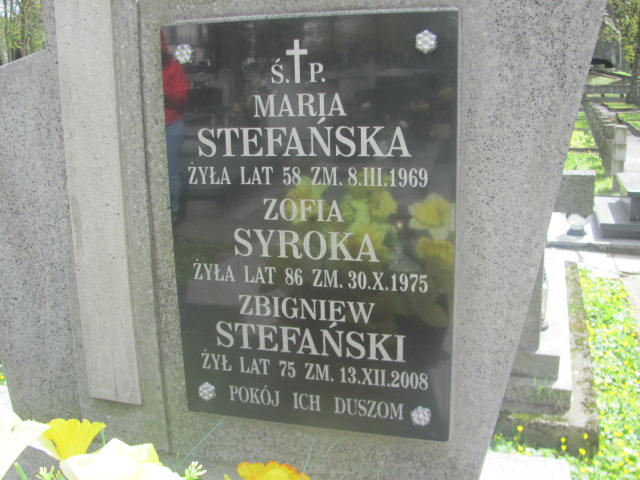 Ś.†P.
MARIA
STEFAŃSKA
ŻYŁA LAT 58 ZM. 8.III.1969
ZOFIA
SYROKA
ŻYŁA LAT 86 ZM. 30.X.1975
ZBIGNIEW
STEFAŃSKI
ŻYŁ LAT 75 ZM. 13.XII.2008
POKÓJ ICH DUSZOM